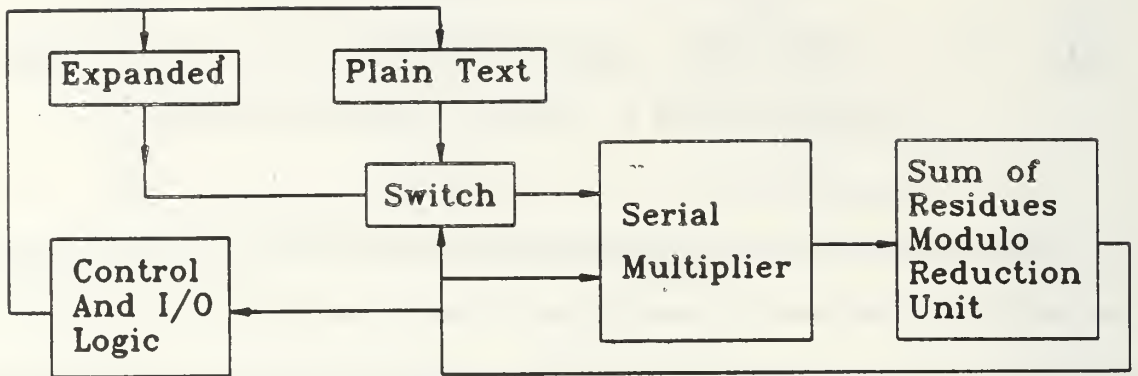 Expanded
Plain Text
Switch
Serial
Multiplier
Sum of
Residues
Modulo
Reduction
Unit
Control
And I/O
Logic